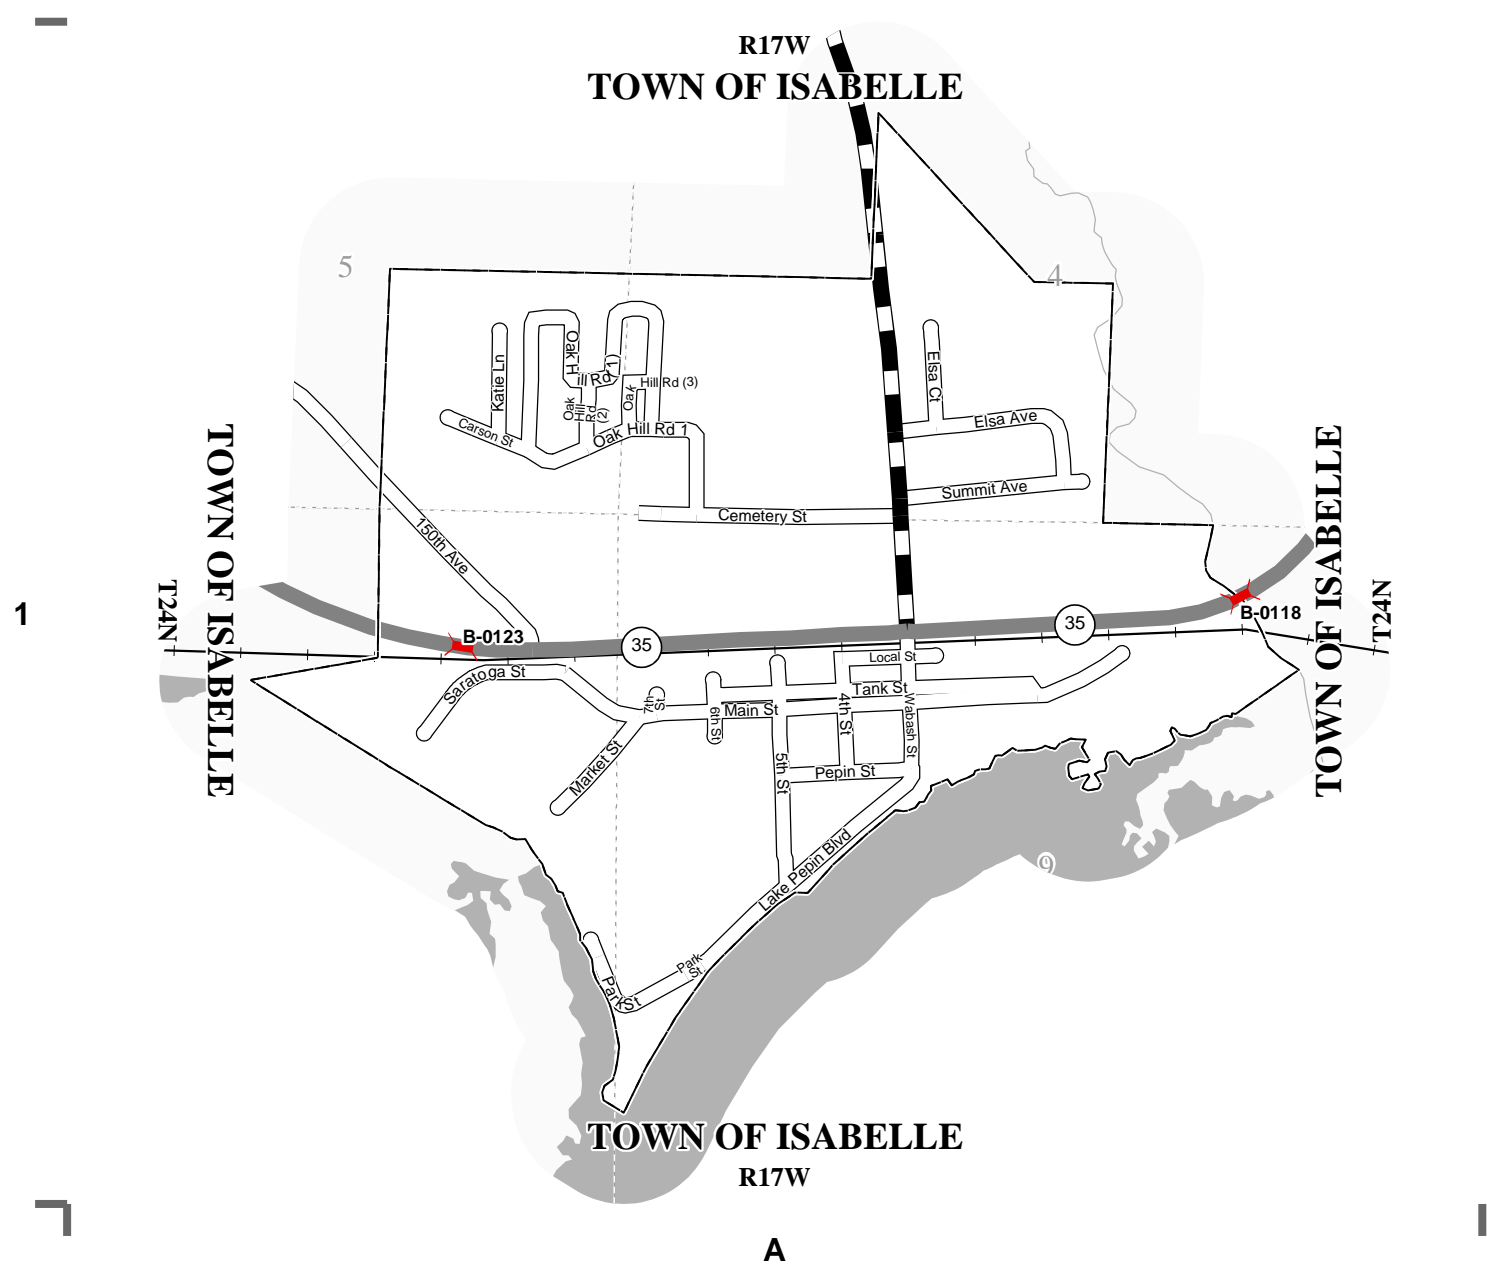 R17W
TOWN OF ISABELLE
5
4
Katie Ln
Oak H
ill Rd (1)
Oak
Hill
Rd
(2)
Oak
Hill Rd (3)
Carson St
Oak Hill Rd 1
Elsa Ct
Elsa Ave
Summit Ave
Cemetery St
150th Ave
TOWN OF ISABELLE
TOWN OF ISABELLE
T24N
T24N
1
B-0123
35
35
B-0118
Local St
Saratoga St
7th
St
6th St
Main St
Tank St
4th St
Wabash St
Market St
5th St
Pepin St
Lake Pepin Blvd
9
Park
St
Park St
TOWN OF ISABELLE
R17W
A